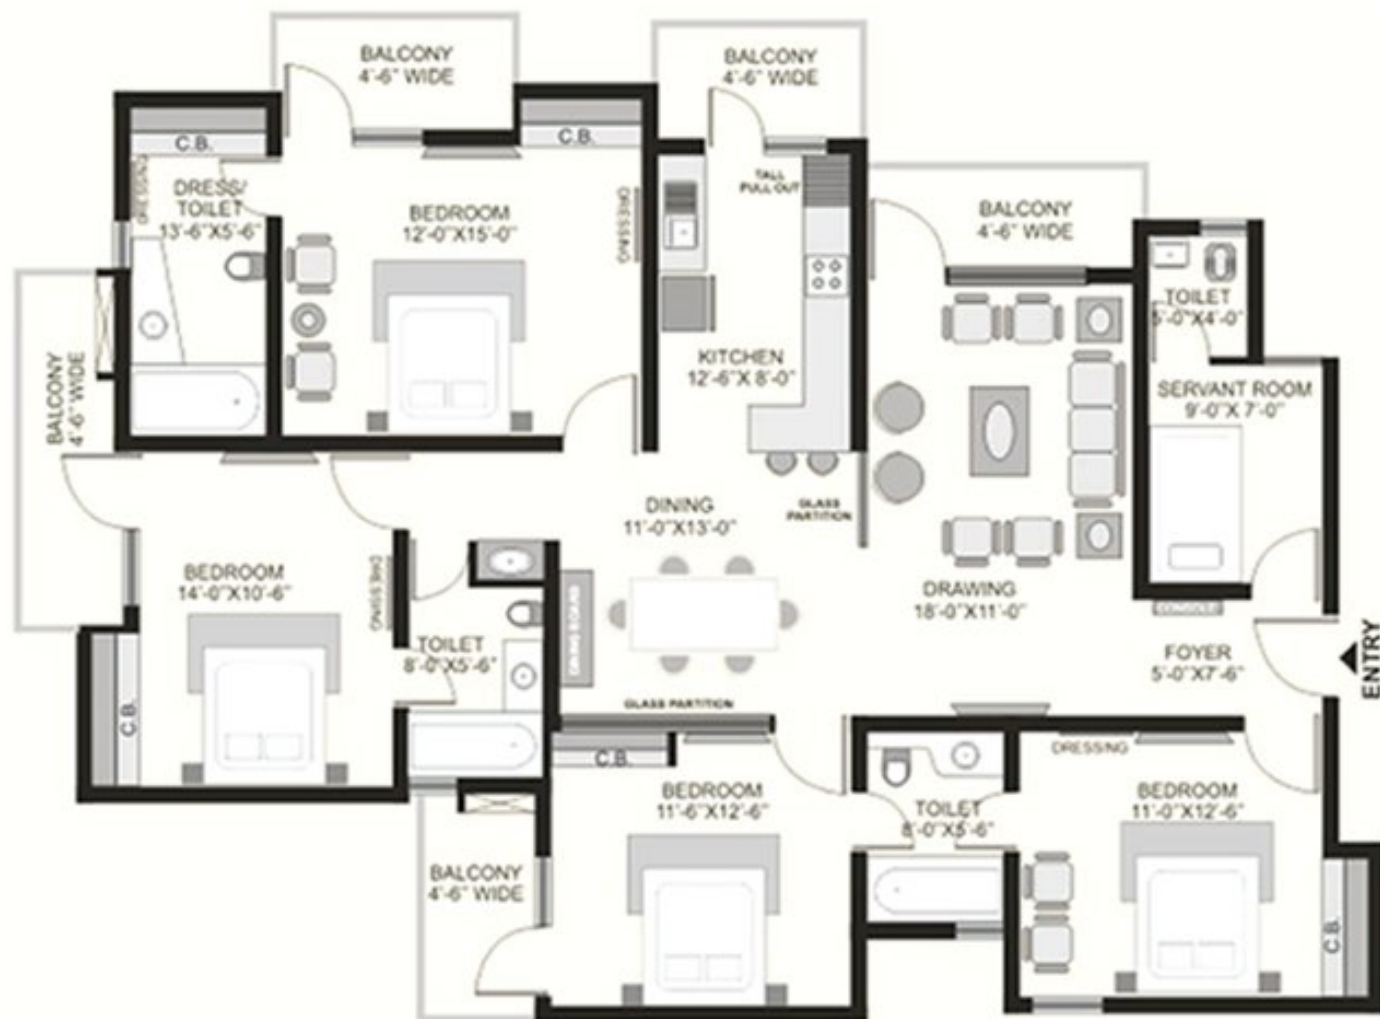 BALCONY
4'-6" WIDE
BALCONY
4'-6" WIDE
C.B.
C.B.
DRESSING
DRESS/
TOILET
13'-6"X5'-6"
BEDROOM
12'-0"X15'-0"
DRESSING
TALL
PULL OUT
BALCONY
4'-6" WIDE
TOILET
5'-0"X4'-0"
BALCONY
4'-6" WIDE
KITCHEN
12'-6"X 8'-0"
SERVANT ROOM
9'-0"X 7'-0"
DINING
11'-0"X13'-0"
GLASS
PARTITION
BEDROOM
14'-0"X10'-6"
DRESSING
DRAWING
18'-0"X11'-0"
CONSOLE
TOILET
8'-0"X5'-6"
FOYER
5'-0"X7'-6"
ENTRY
C.B.
GLASS PARTITION
C.B.
DRESSING
BEDROOM
11'-6"X12'-6"
TOILET
8'-0"X5'-6"
BEDROOM
11'-0"X12'-6"
BALCONY
4'-6" WIDE
C.B.